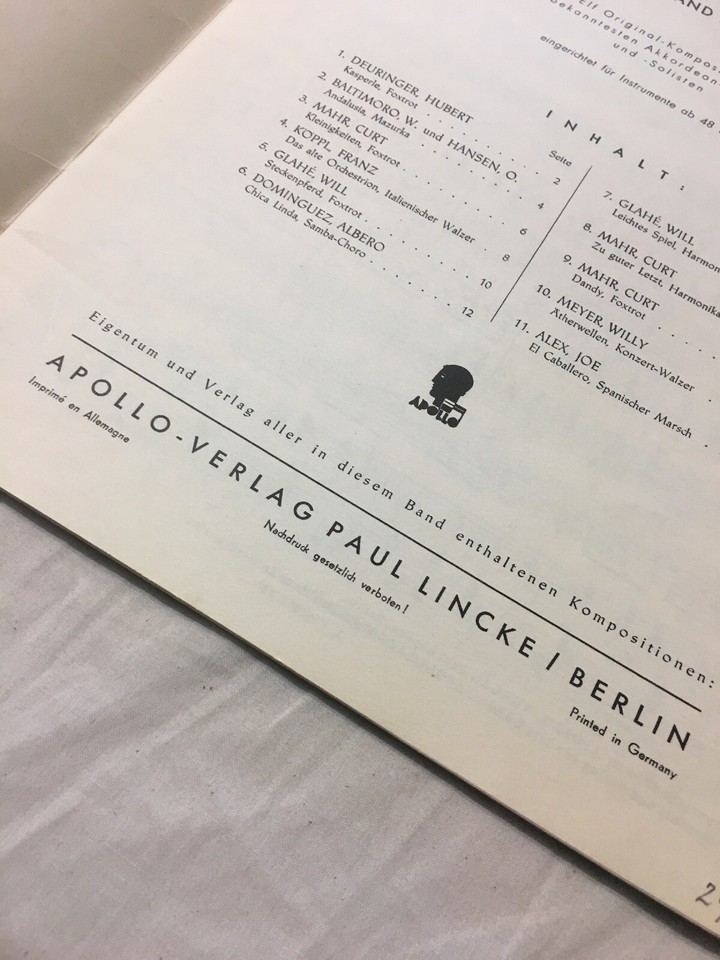 AND
Elf Original-Kompos
bekanntesten Akkordeon-
und -Solisten
eingerichtet für Instrumente ab 48
INHALT:
Seite
1. DEURINGER, HUBERT
Kasperle, Foxtrot . . . . . . . . . . . 2
2. BALTIMORO, W. und HANSEN, O.
Andalusia, Mazurka . . . . . . . . . . . 4
3. MAHR, CURT
Kleinigkeiten, Foxtrot . . . . . . . . . . 6
4. KÖPPL, FRANZ
Das alte Orchestrion, Italienischer Walzer . . 8
5. GLAHÉ, WILL
Steckenpferd, Foxtrot . . . . . . . . . . 10
6. DOMINGUEZ, ALBERO
Chica Linda, Samba-Choro . . . . . . . . 12
7. GLAHÉ, WILL
Leichtes Spiel, Harmon
8. MAHR, CURT
Zu guter Letzt, Harmonika
9. MAHR, CURT
Dandy, Foxtrot . . . .
10. MEYER, WILLY
Ätherwellen, Konzert-Walzer .
11. ALEX, JOE
El Caballero, Spanischer Marsch . .
APOLLO
Eigentum und Verlag aller in diesem Band enthaltenen Kompositionen:
APOLLO-VERLAG PAUL LINCKE / BERLIN
Imprimé en Allemagne
Nachdruck gesetzlich verboten!
Printed in Germany